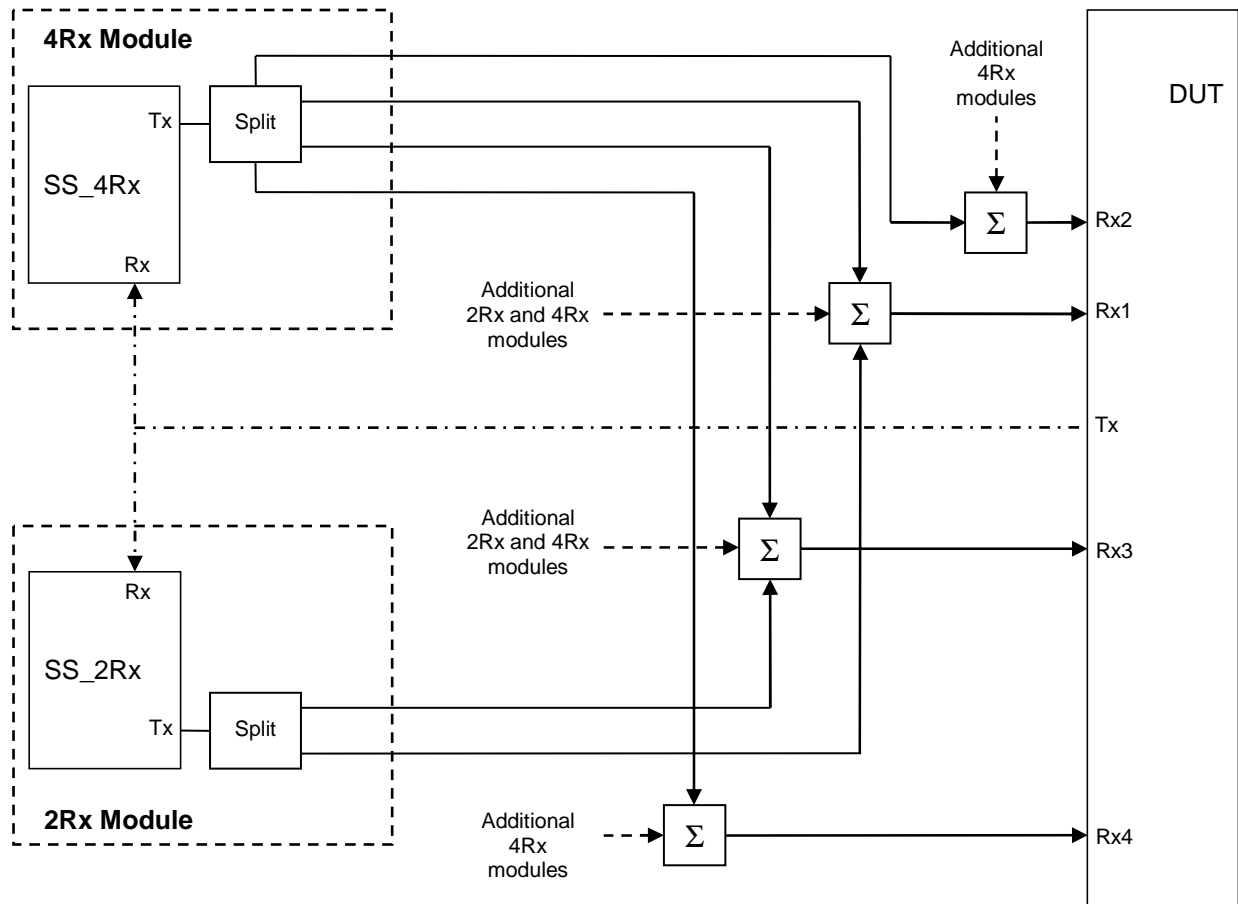 4Rx Module
Additional
4Rx
modules
DUT
Tx
Split
SS_4Rx
Rx
Σ
Rx2
Additional
2Rx and 4Rx
modules
Σ
Rx1
Tx
Additional
2Rx and 4Rx
modules
Σ
Rx3
Rx
SS_2Rx
Tx
Split
2Rx Module
Additional
4Rx
modules
Σ
Rx4